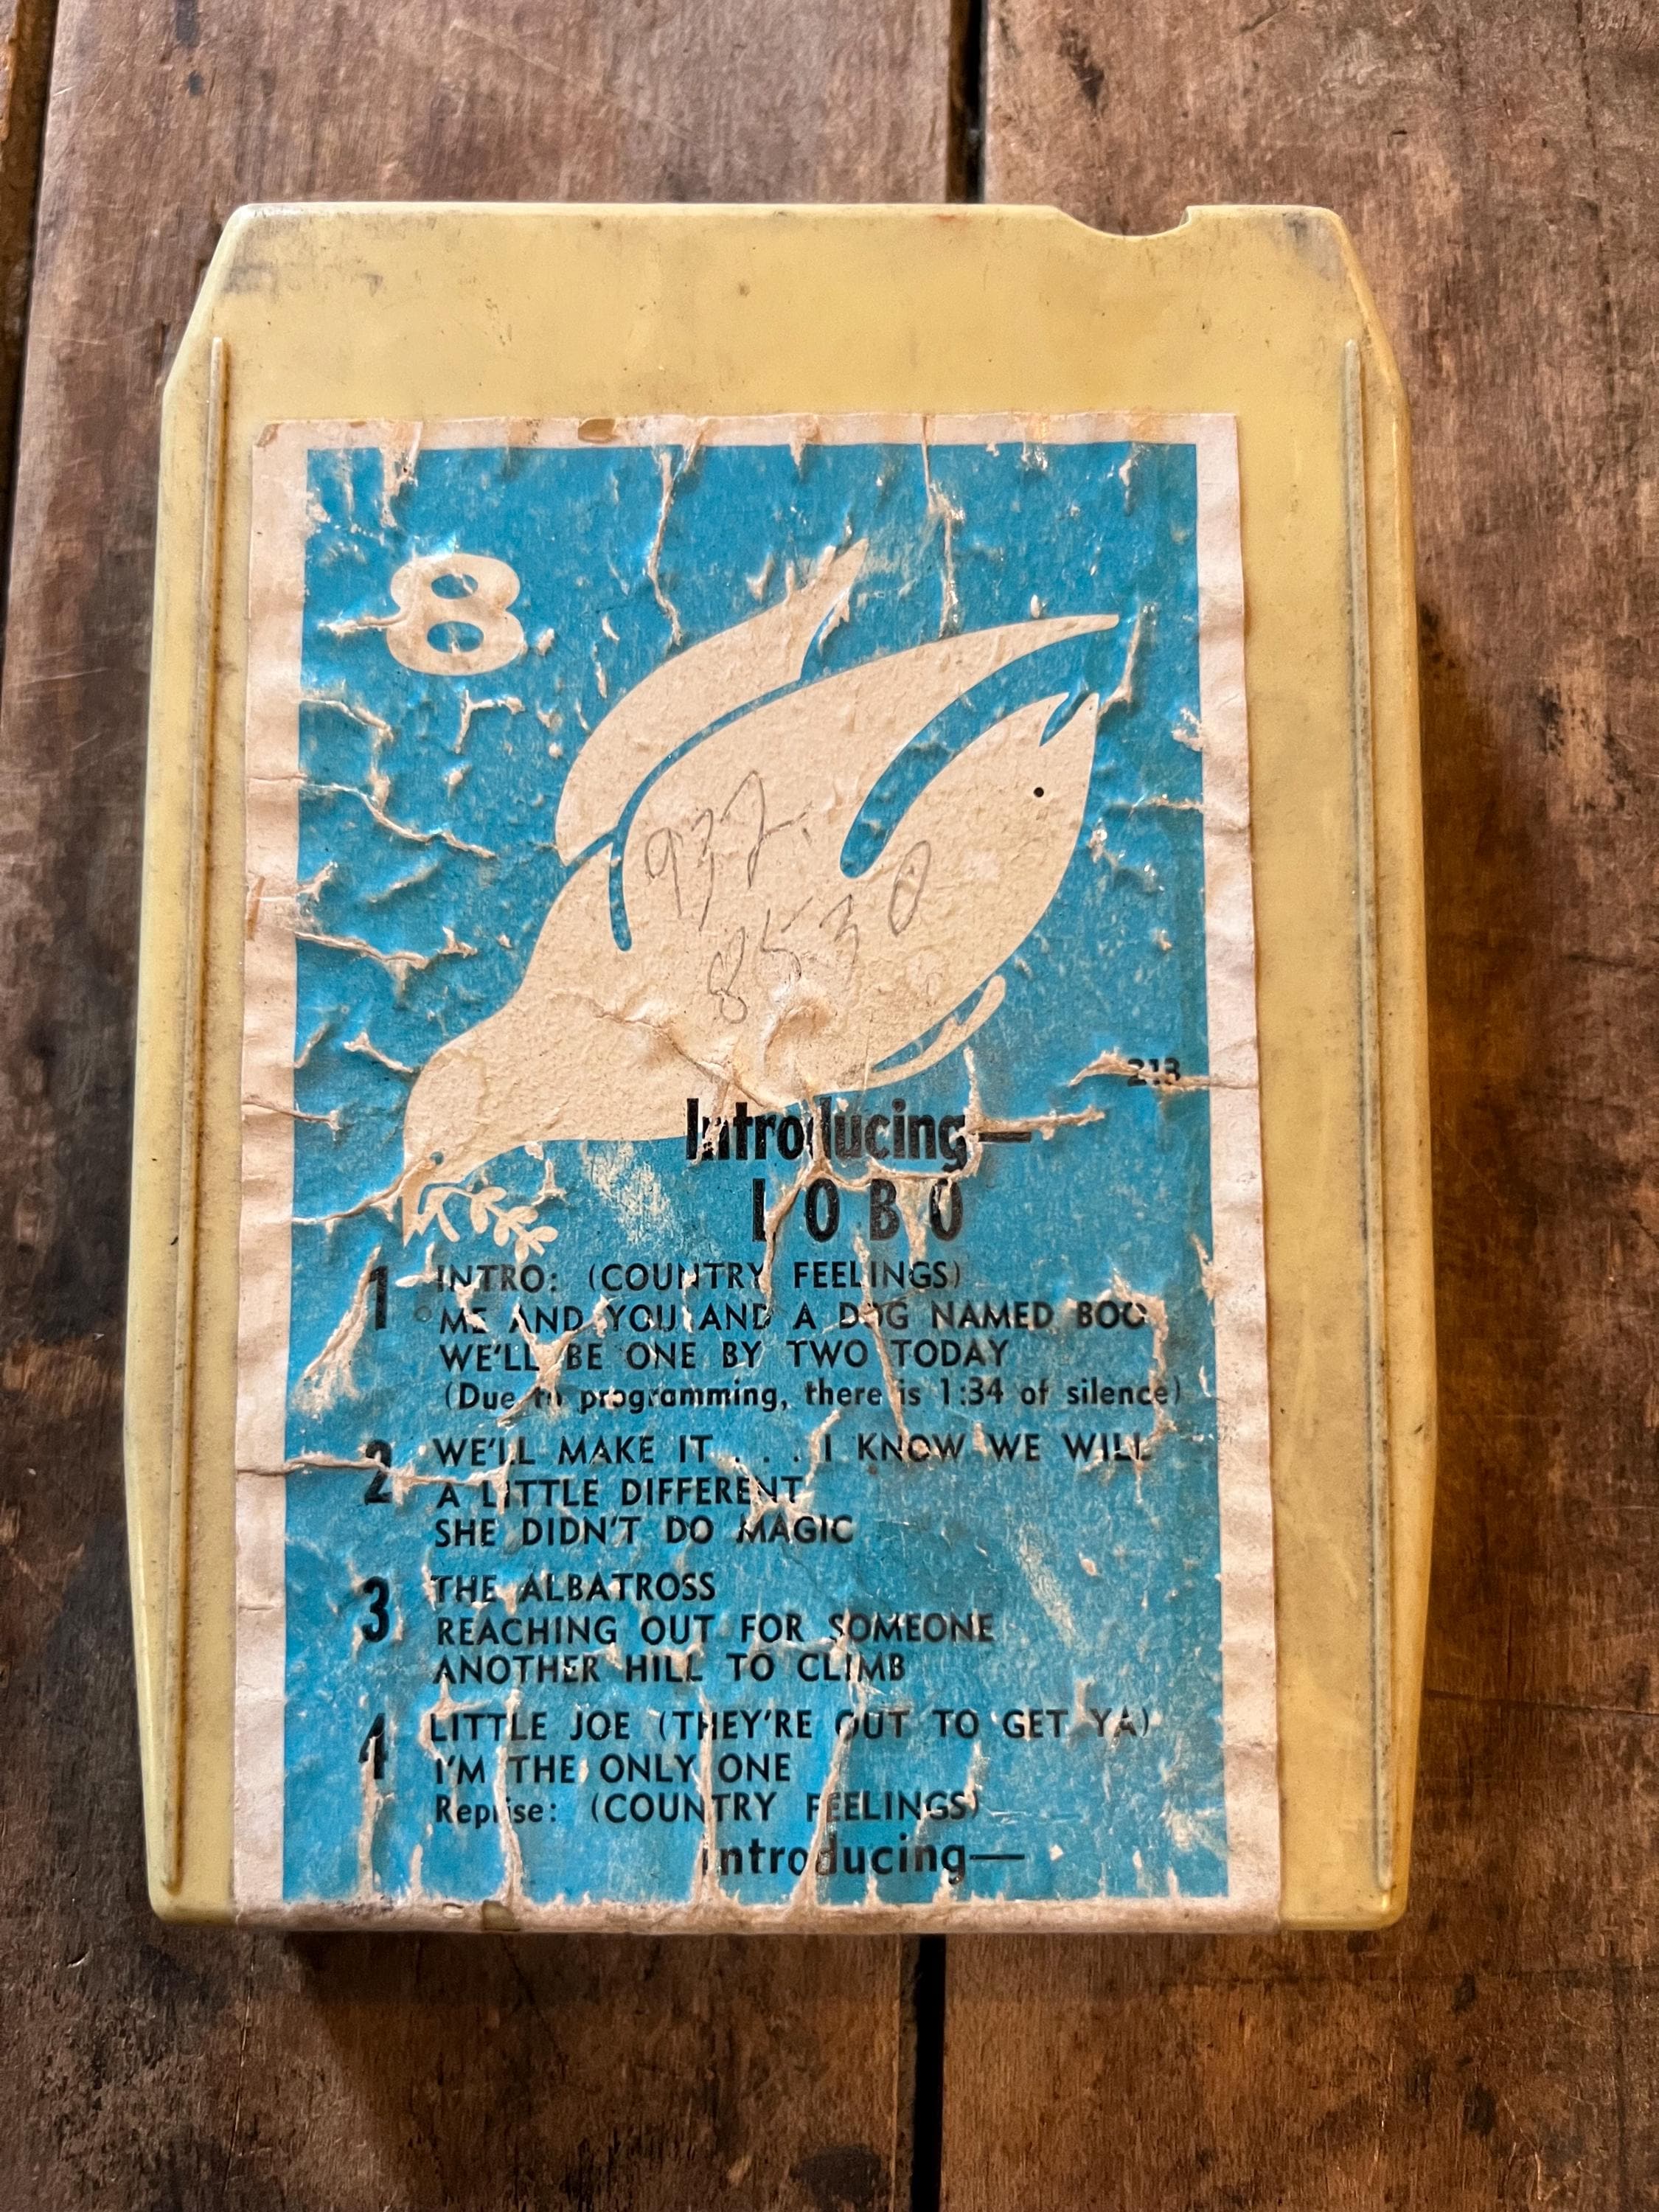 8
937.
8530
213
Introducing—
LOBO
1 INTRO: (COUNTRY FEELINGS)
ME AND YOU AND A DOG NAMED BOO
WE'LL BE ONE BY TWO TODAY
(Due to programming, there is 1:34 of silence)
2 WE'LL MAKE IT . . . I KNOW WE WILL
A LITTLE DIFFERENT
SHE DIDN'T DO MAGIC
3 THE ALBATROSS
REACHING OUT FOR SOMEONE
ANOTHER HILL TO CLIMB
4 LITTLE JOE (THEY'RE OUT TO GET YA)
I'M THE ONLY ONE
Reprise: (COUNTRY FEELINGS)
introducing—